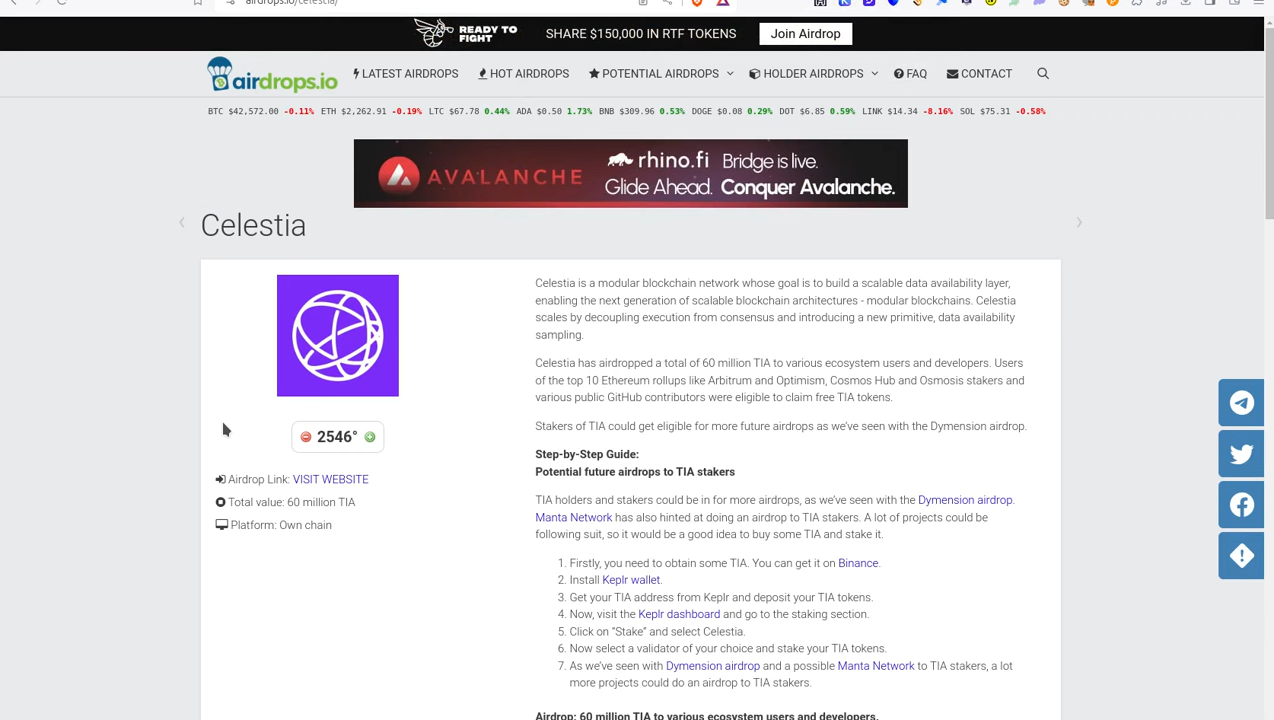 airdrops.io/celestia/
READY TO FIGHT SHARE $150,000 IN RTF TOKENS Join Airdrop
airdrops.io LATEST AIRDROPS HOT AIRDROPS POTENTIAL AIRDROPS HOLDER AIRDROPS FAQ CONTACT
BTC $42,572.00 -0.11% ETH $2,262.91 -0.19% LTC $67.78 0.44% ADA $0.50 1.73% BNB $309.96 0.53% DOGE $0.08 0.29% DOT $6.85 0.59% LINK $14.34 -8.16% SOL $75.31 -0.58%
AVALANCHE
rhino.fi Bridge is live.
Glide Ahead. Conquer Avalanche.
Celestia
2546°
Airdrop Link: VISIT WEBSITE
Total value: 60 million TIA
Platform: Own chain
Celestia is a modular blockchain network whose goal is to build a scalable data availability layer,
enabling the next generation of scalable blockchain architectures - modular blockchains. Celestia
scales by decoupling execution from consensus and introducing a new primitive, data availability
sampling.
Celestia has airdropped a total of 60 million TIA to various ecosystem users and developers. Users
of the top 10 Ethereum rollups like Arbitrum and Optimism, Cosmos Hub and Osmosis stakers and
various public GitHub contributors were eligible to claim free TIA tokens.
Stakers of TIA could get eligible for more future airdrops as we've seen with the Dymension airdrop.
Step-by-Step Guide:
Potential future airdrops to TIA stakers
TIA holders and stakers could be in for more airdrops, as we've seen with the Dymension airdrop.
Manta Network has also hinted at doing an airdrop to TIA stakers. A lot of projects could be
following suit, so it would be a good idea to buy some TIA and stake it.
1. Firstly, you need to obtain some TIA. You can get it on Binance.
2. Install Keplr wallet.
3. Get your TIA address from Keplr and deposit your TIA tokens.
4. Now, visit the Keplr dashboard and go to the staking section.
5. Click on "Stake" and select Celestia.
6. Now select a validator of your choice and stake your TIA tokens.
7. As we've seen with Dymension airdrop and a possible Manta Network to TIA stakers, a lot
more projects could do an airdrop to TIA stakers.
Airdrop: 60 million TIA to various ecosystem users and developers.